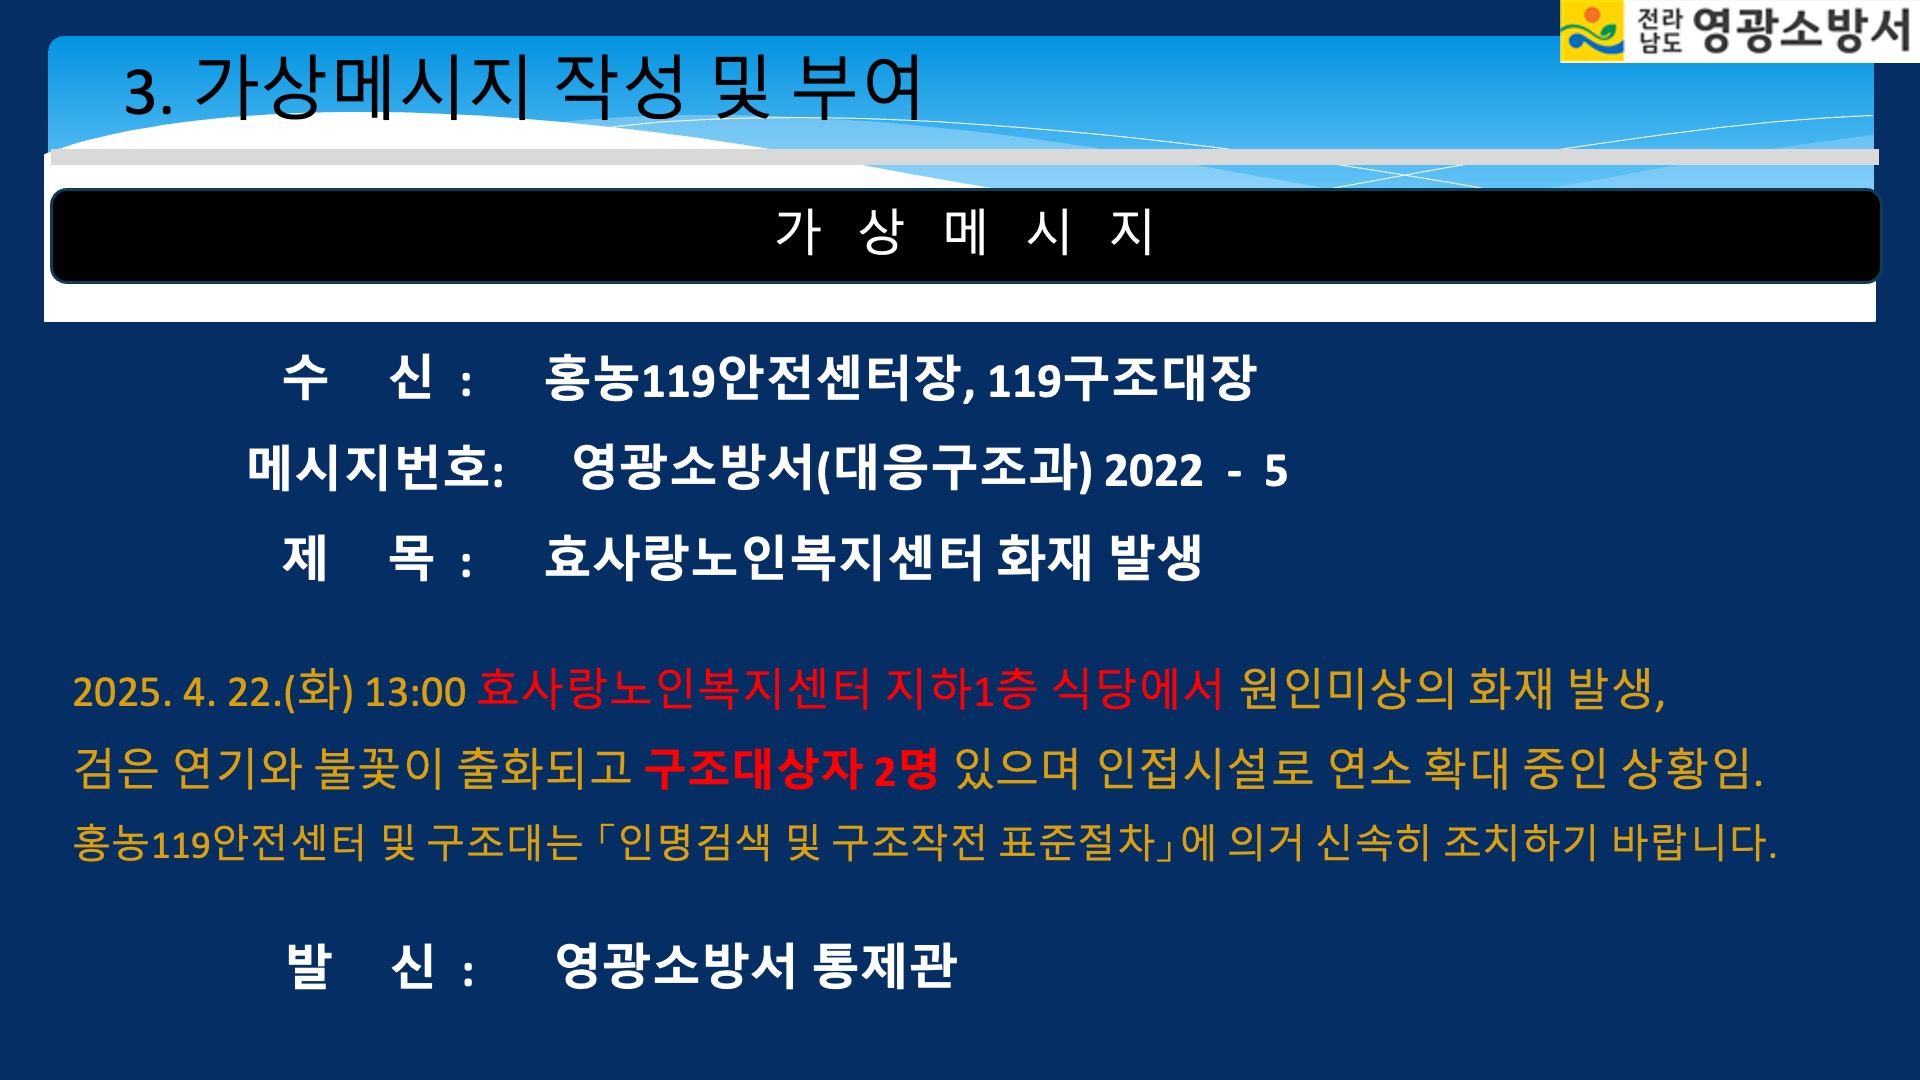 전라
남도 영광소방서
3. 가상메시지 작성 및 부여
가 상 메 시 지
수 신 : 홍농119안전센터장, 119구조대장
메시지번호: 영광소방서(대응구조과) 2022 - 5
제 목 : 효사랑노인복지센터 화재 발생
2025. 4. 22.(화) 13:00 효사랑노인복지센터 지하1층 식당에서 원인미상의 화재 발생,
검은 연기와 불꽃이 출화되고 구조대상자 2명 있으며 인접시설로 연소 확대 중인 상황임.
홍농119안전센터 및 구조대는 「인명검색 및 구조작전 표준절차」에 의거 신속히 조치하기 바랍니다.
발 신 : 영광소방서 통제관